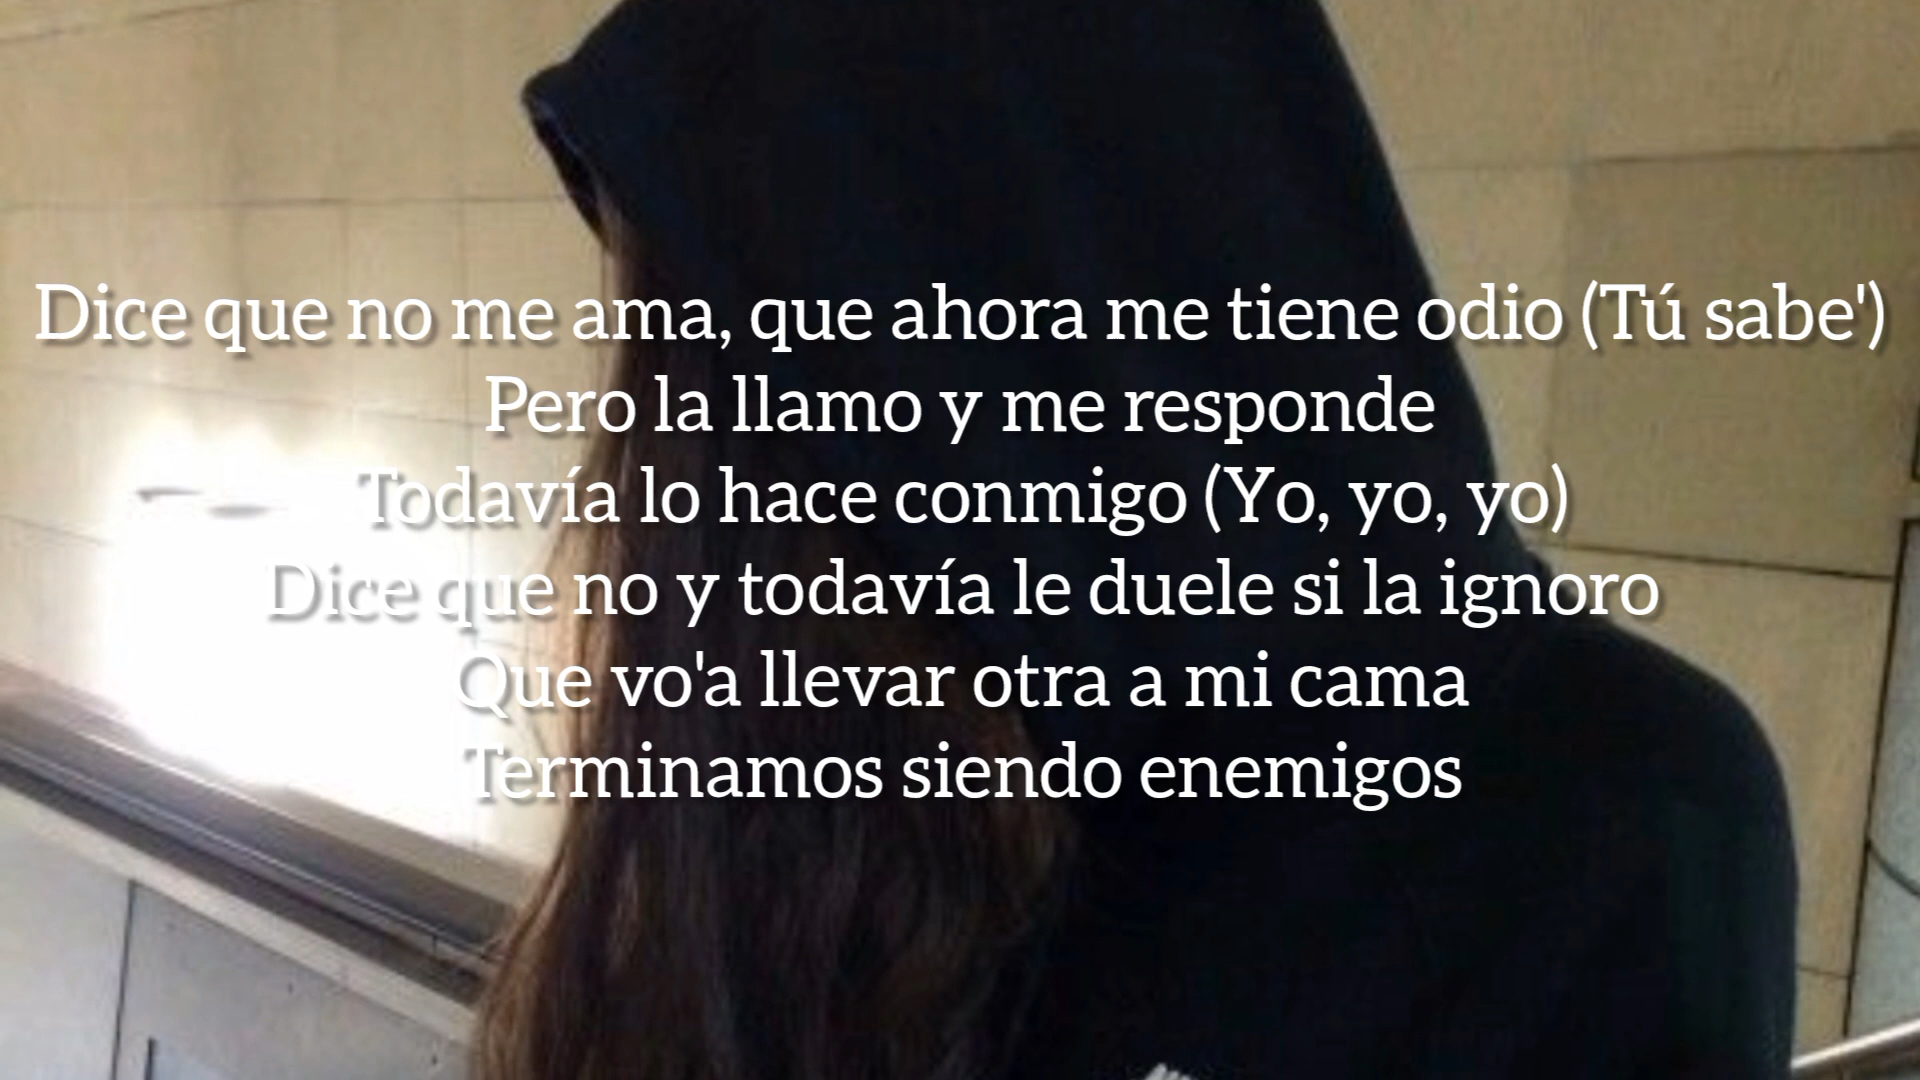 Dice que no me ama, que ahora me tiene odio (Tú sabe')
Pero la llamo y me responde
Todavía lo hace conmigo (Yo, yo, yo)
Dice que no y todavía le duele si la ignoro
Que vo'a llevar otra a mi cama
Terminamos siendo enemigos